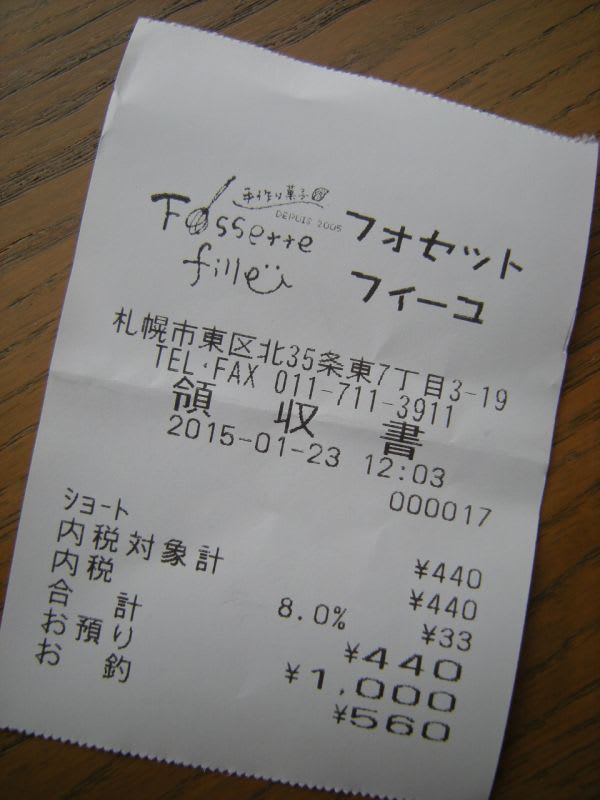 手作り菓子
DEPUIS 2005
Fossette フォセット
fille フィーユ
札幌市東区北35条東7丁目3-19
TEL・FAX 011-711-3911
領収書
2015-01-23 12:03
000017
ｼｮｰﾄ ¥440
内税対象計 ¥440
内税 8.0% ¥33
合計 ¥440
お預り ¥1,000
お釣 ¥560